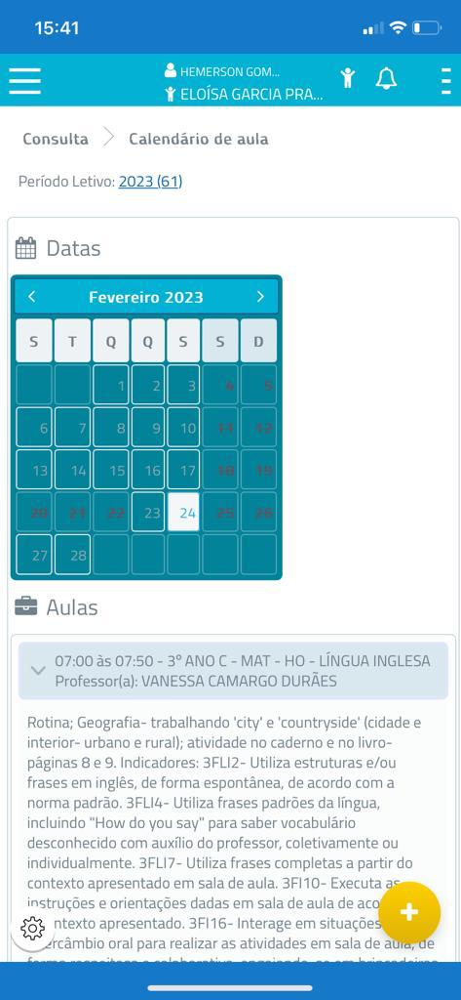 15:41
HEMERSON GOM...
ELOÍSA GARCIA PRA...
Consulta > Calendário de aula
Período Letivo: 2023 (61)
Datas
Fevereiro 2023
S T Q Q S S D
1 2 3 4 5
6 7 8 9 10 11 12
13 14 15 16 17 18 19
20 21 22 23 24 25 26
27 28
Aulas
07:00 às 07:50 - 3º ANO C - MAT - HO - LÍNGUA INGLESA
Professor(a): VANESSA CAMARGO DURÃES
Rotina; Geografia- trabalhando 'city' e 'countryside' (cidade e
interior- urbano e rural); atividade no caderno e no livro-
páginas 8 e 9. Indicadores: 3FLI2- Utiliza estruturas e/ou
frases em inglês, de forma espontânea, de acordo com a
norma padrão. 3FLI4- Utiliza frases padrões da língua,
incluindo "How do you say" para saber vocabulário
desconhecido com auxílio do professor, coletivamente ou
individualmente. 3FLI7- Utiliza frases completas a partir do
contexto apresentado em sala de aula. 3FI10- Executa as
instruções e orientações dadas em sala de aula de
contexto apresentado. 3FI16- Interage em situações
intercâmbio oral para realizar as atividades em sala de aula, de